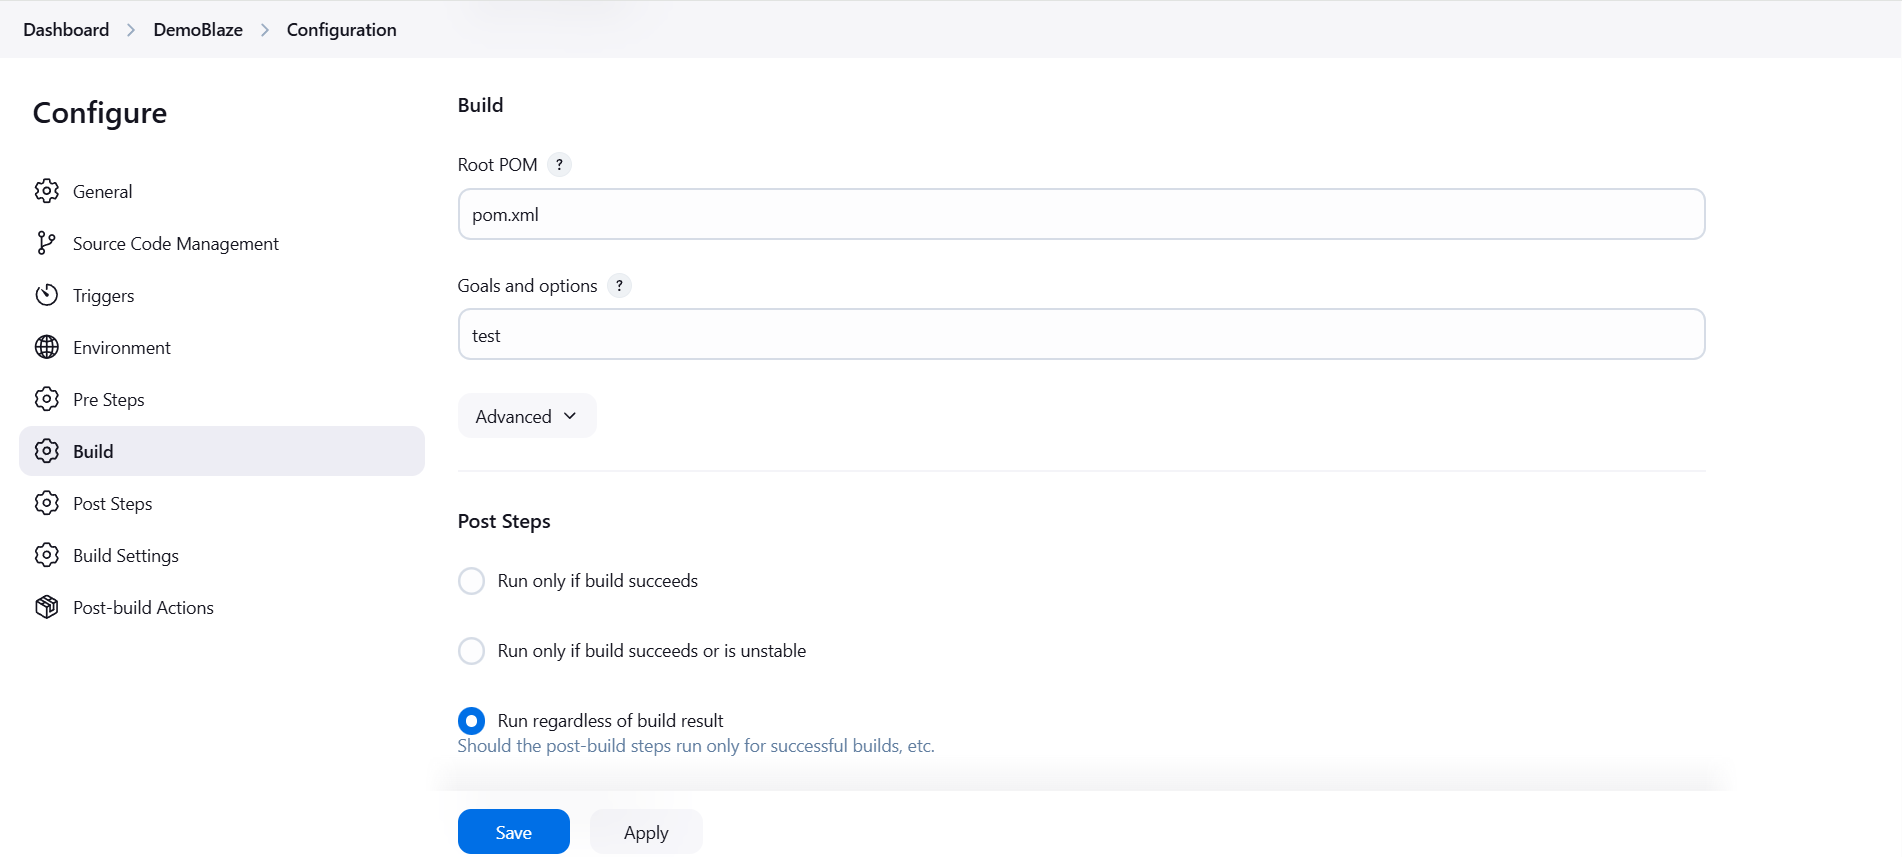 Dashboard > DemoBlaze > Configuration
Configure
General
Source Code Management
Triggers
Environment
Pre Steps
Build
Post Steps
Build Settings
Post-build Actions
Build
Root POM ?
pom.xml
Goals and options ?
test
Advanced
Post Steps
Run only if build succeeds
Run only if build succeeds or is unstable
Run regardless of build result
Should the post-build steps run only for successful builds, etc.
Save Apply